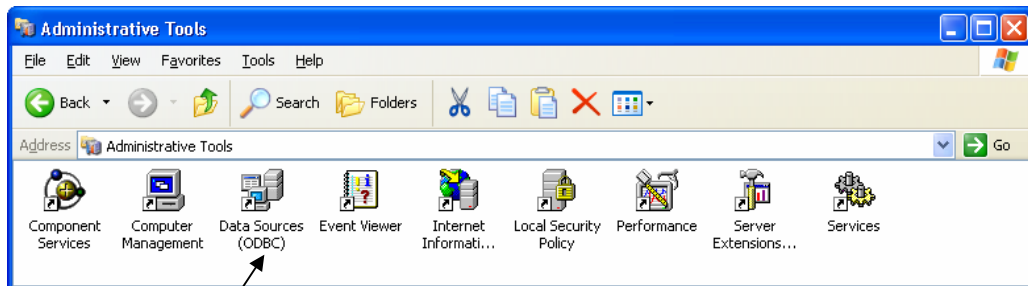 Administrative Tools
File Edit View Favorites Tools Help
Back Search Folders
Address Administrative Tools Go
Component Services
Computer Management
Data Sources (ODBC)
Event Viewer
Internet Informati...
Local Security Policy
Performance
Server Extensions...
Services